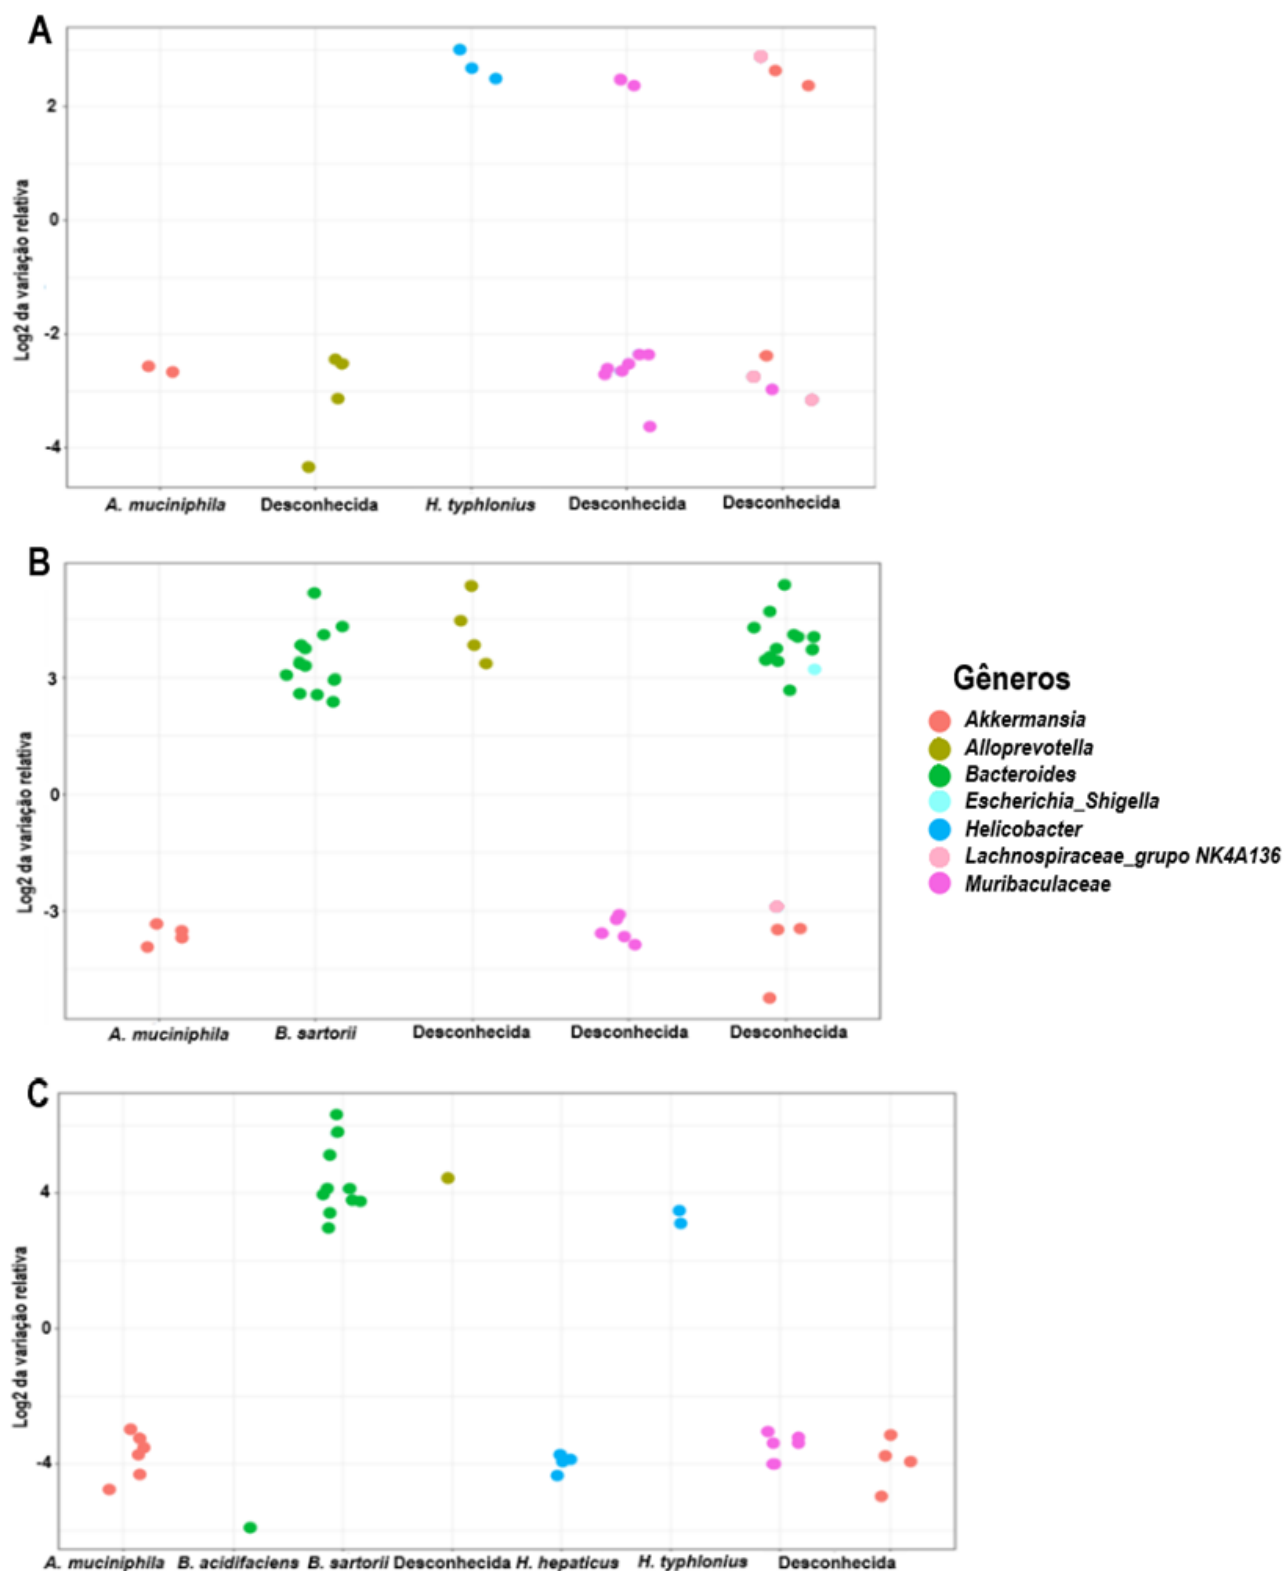 A
Log2 da variação relativa
2
0
-2
-4
A. muciniphila Desconhecida H. typhlonius Desconhecida Desconhecida
B
Log2 da variação relativa
3
0
-3
A. muciniphila B. sartorii Desconhecida Desconhecida Desconhecida
Gêneros
Akkermansia
Alloprevotella
Bacteroides
Escherichia_Shigella
Helicobacter
Lachnospiraceae_grupo NK4A136
Muribaculaceae
C
Log2 da variação relativa
4
0
-4
A. muciniphila B. acidifaciens B. sartorii Desconhecida H. hepaticus H. typhlonius Desconhecida